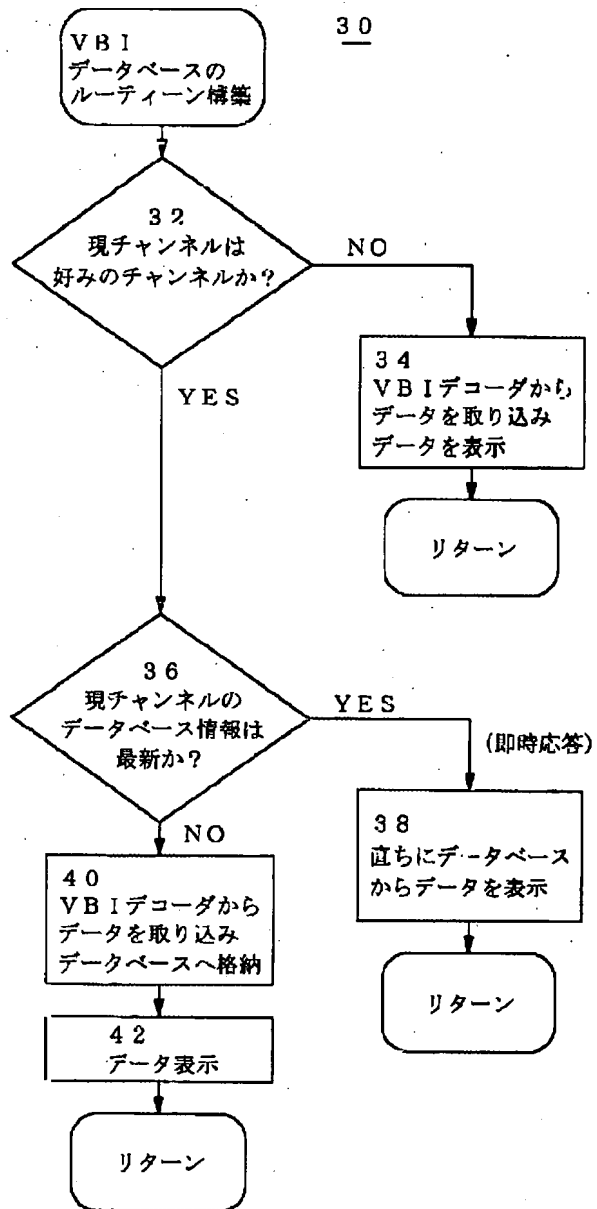 30
VBI
データベースの
ルーティーン構築
32
現チャンネルは
好みのチャンネルか？
NO
YES
34
VBIデコーダから
データを取り込み
データを表示
リターン
36
現チャンネルの
データベース情報は
最新か？
YES
(即時応答)
NO
38
直ちにデータベース
からデータを表示
リターン
40
VBIデコーダから
データを取り込み
データベースへ格納
42
データ表示
リターン